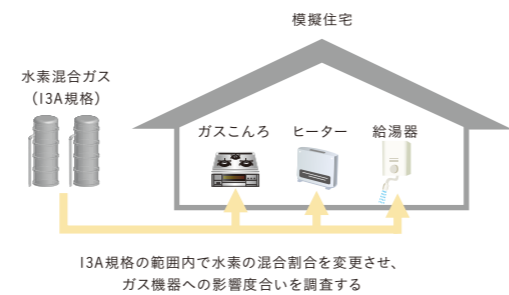 模擬住宅
水素混合ガス
(13A規格)
ガスこんろ ヒーター 給湯器
13A規格の範囲内で水素の混合割合を変更させ、
ガス機器への影響度合いを調査する